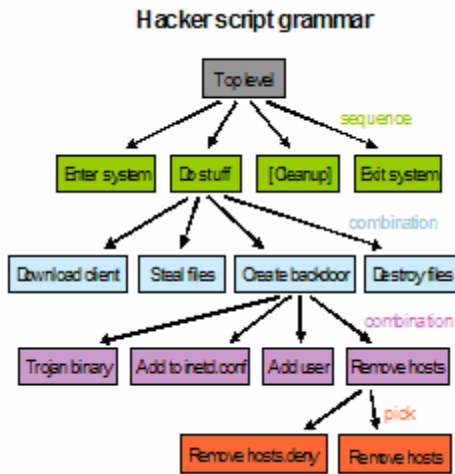 Hacker script grammar
Top level
sequence
Enter system
Do stuff
[Cleanup]
Exit system
combination
Download client
Steal files
Create backdoor
Destroy files
combination
Trojan binary
Add to inetd.conf
Add user
Remove hosts
pick
Remove hosts.deny
Remove hosts